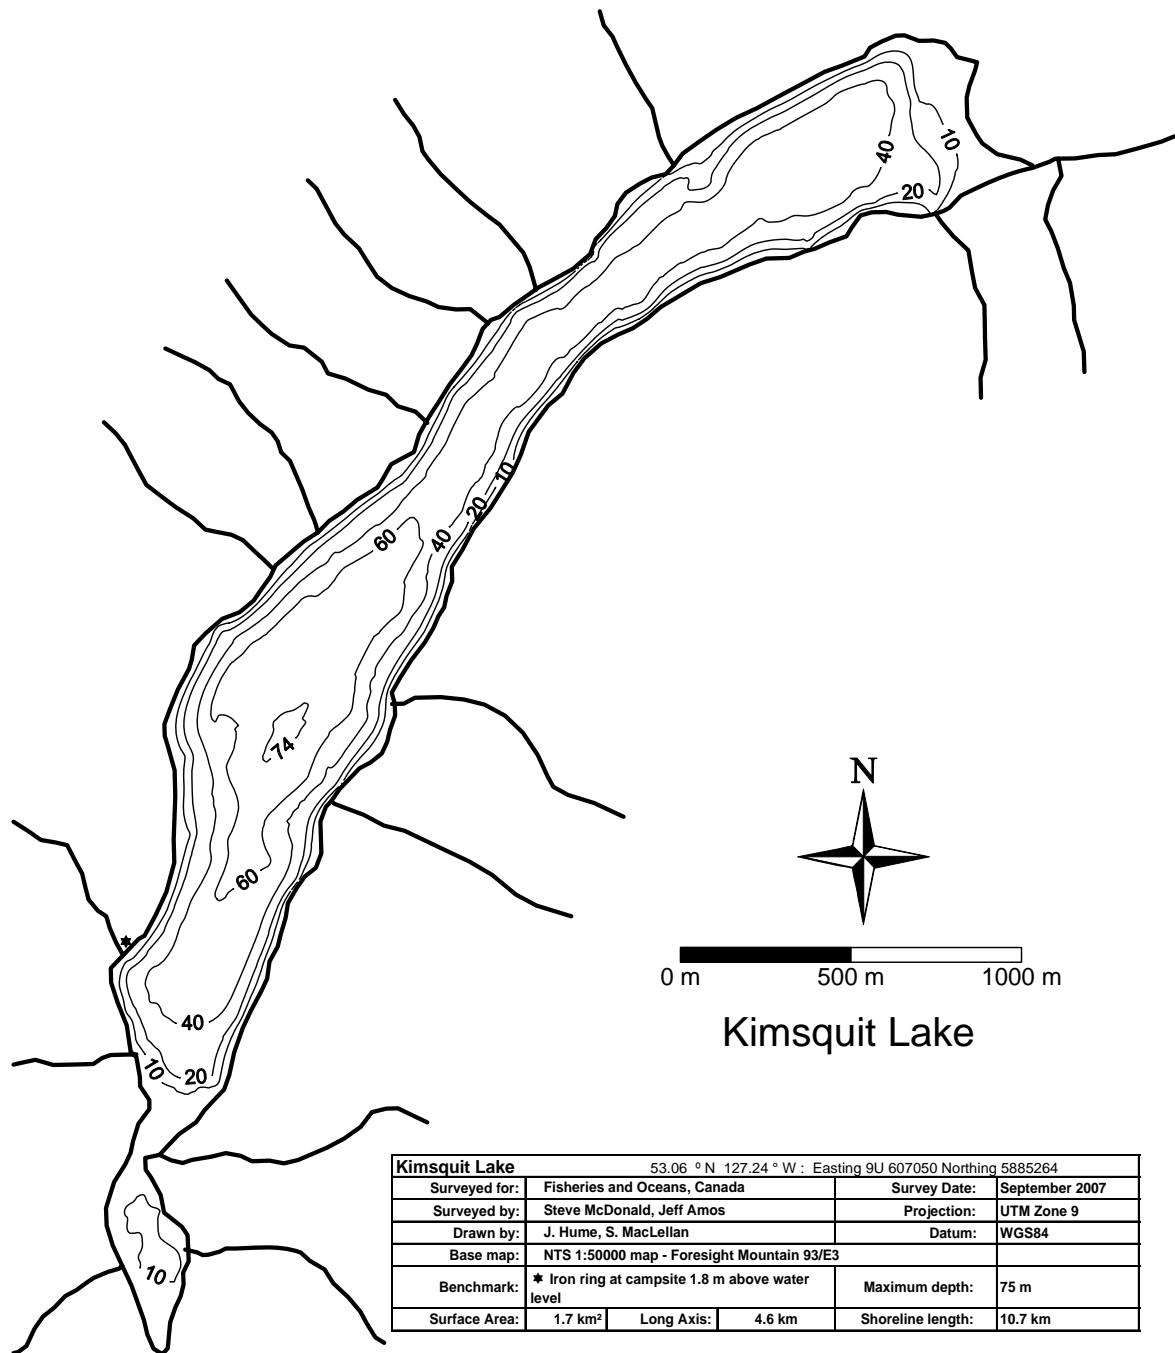 10
40
20
10
20
40
60
74
N
60
0 m 500 m 1000 m
40
Kimsquit Lake
10
20
Kimsquit Lake 53.06 º N 127.24 ° W : Easting 9U 607050 Northing 5885264
Surveyed for: Fisheries and Oceans, Canada Survey Date: September 2007
Surveyed by: Steve McDonald, Jeff Amos Projection: UTM Zone 9
Drawn by: J. Hume, S. MacLellan Datum: WGS84
Base map: NTS 1:50000 map - Foresight Mountain 93/E3
Benchmark: ✷ Iron ring at campsite 1.8 m above water
level
Maximum depth: 75 m
Surface Area: 1.7 km² Long Axis: 4.6 km Shoreline length: 10.7 km
10